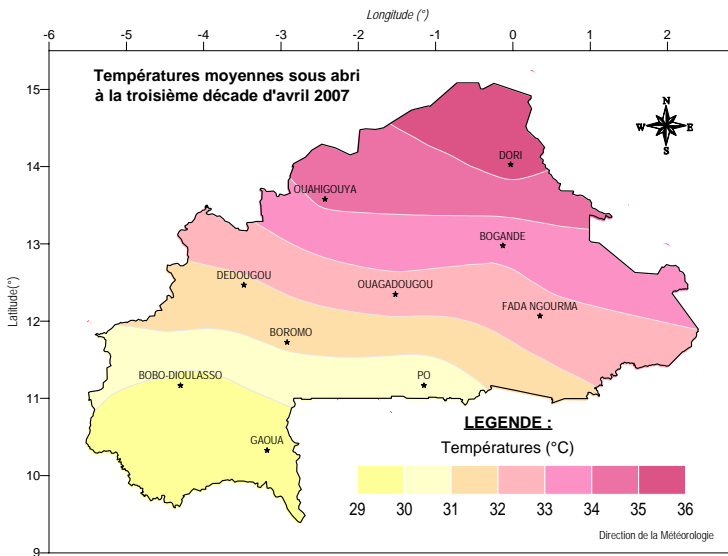 Longitude (°)
-6 -5 -4 -3 -2 -1 0 1 2
Températures moyennes sous abri
à la troisième décade d'avril 2007
N
W E
S
15
14
13
12
11
10
9
Latitude(°)
DORI
OUAHIGOUYA
BOGANDE
DEDOUGOU
OUAGADOUGOU
FADA NGOURMA
BOROMO
BOBO-DIOULASSO
PO
GAOUA
LEGENDE :
Températures (°C)
29 30 31 32 33 34 35 36
Direction de la Météorologie